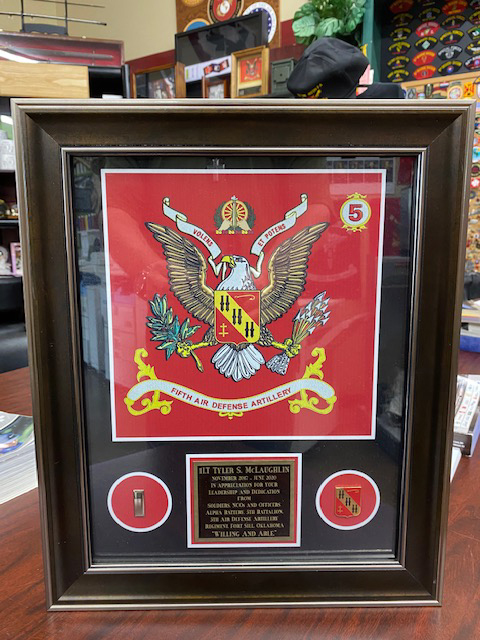 VOLENS ET POTENS
5
FIFTH AIR DEFENSE ARTILLERY
1LT TYLER S. MCLAUGHLIN
NOVEMBER 2017 - JUNE 2020
IN APPRECIATION FOR YOUR
LEADERSHIP AND DEDICATION
FROM
SOLDIERS, NCOS AND OFFICERS
ALPHA BATTERY, 3TH BATTALION,
5TH AIR DEFENSE ARTILLERY
REGIMENT, FORT SILL, OKLAHOMA
"WILLING AND ABLE"